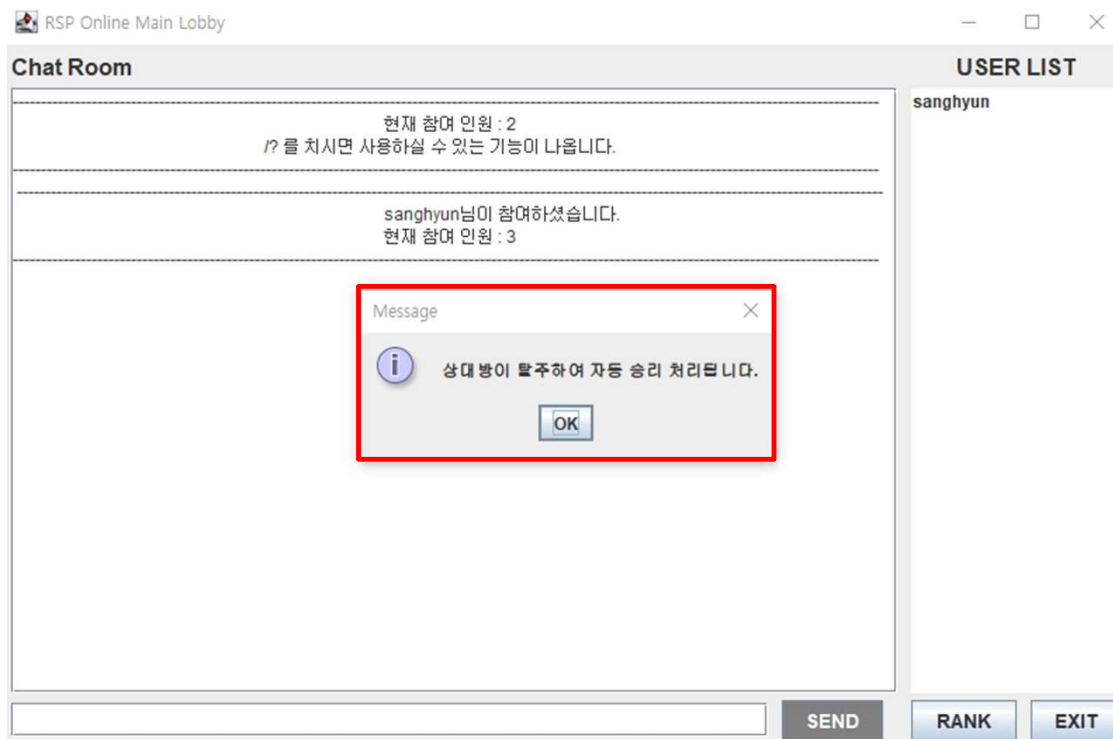 RSP Online Main Lobby
Chat Room
USER LIST
현재 참여 인원 : 2
/? 를 치시면 사용하실 수 있는 기능이 나옵니다.
sanghyun님이 참여하셨습니다.
현재 참여 인원 : 3
sanghyun
Message
상대방이 탈주하여 자동 승리 처리됩니다.
OK
SEND
RANK
EXIT